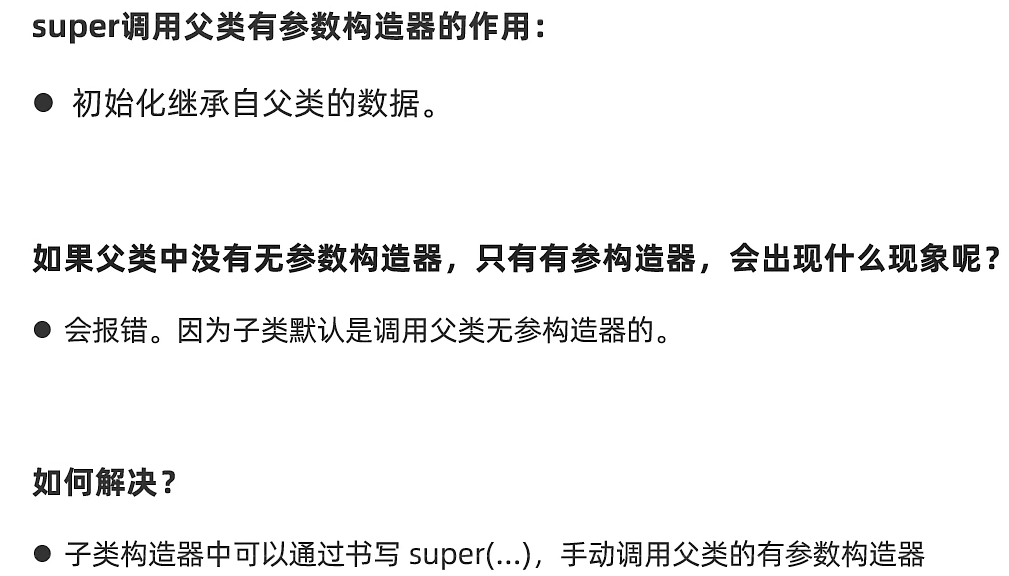 super调用父类有参数构造器的作用：
● 初始化继承自父类的数据。
如果父类中没有无参数构造器，只有有参构造器，会出现什么现象呢？
● 会报错。因为子类默认是调用父类无参构造器的。
如何解决？
● 子类构造器中可以通过书写 super(...)，手动调用父类的有参数构造器